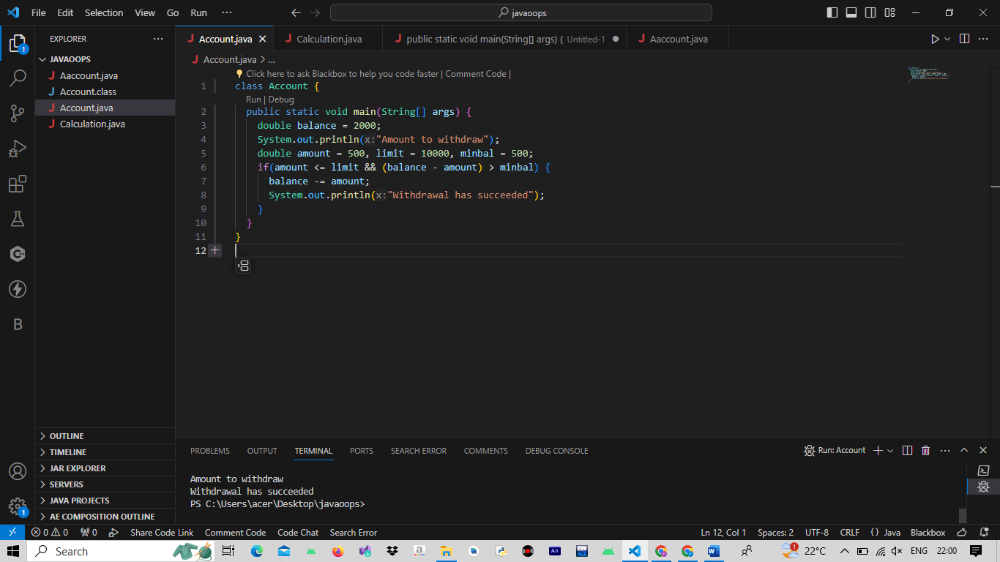 File Edit Selection View Go Run ··· javaoops
EXPLORER ···
JAVAOOPS
Aaccount.java
Account.class
Account.java
Calculation.java
OUTLINE
TIMELINE
JAR EXPLORER
SERVERS
JAVA PROJECTS
AE COMPOSITION OUTLINE
Account.java Calculation.java public static void main(String[] args) { Untitled-1 Aaccount.java
Account.java > ...
Click here to ask Blackbox to help you code faster | Comment Code |
1 class Account {
Run | Debug
2 public static void main(String[] args) {
3 double balance = 2000;
4 System.out.println(x:"Amount to withdraw");
5 double amount = 500, limit = 10000, minbal = 500;
6 if(amount <= limit && (balance - amount) > minbal) {
7 balance -= amount;
8 System.out.println(x:"Withdrawal has succeeded");
9 }
10 }
11 }
12
PROBLEMS OUTPUT TERMINAL PORTS SEARCH ERROR COMMENTS DEBUG CONSOLE Run: Account
Amount to withdraw
Withdrawal has succeeded
PS C:\Users\acer\Desktop\javaoops>
0 0 0 Share Code Link Comment Code Code Chat Search Error Ln 12, Col 1 Spaces: 2 UTF-8 CRLF {} Java Blackbox
Search 22°C ENG 22:00